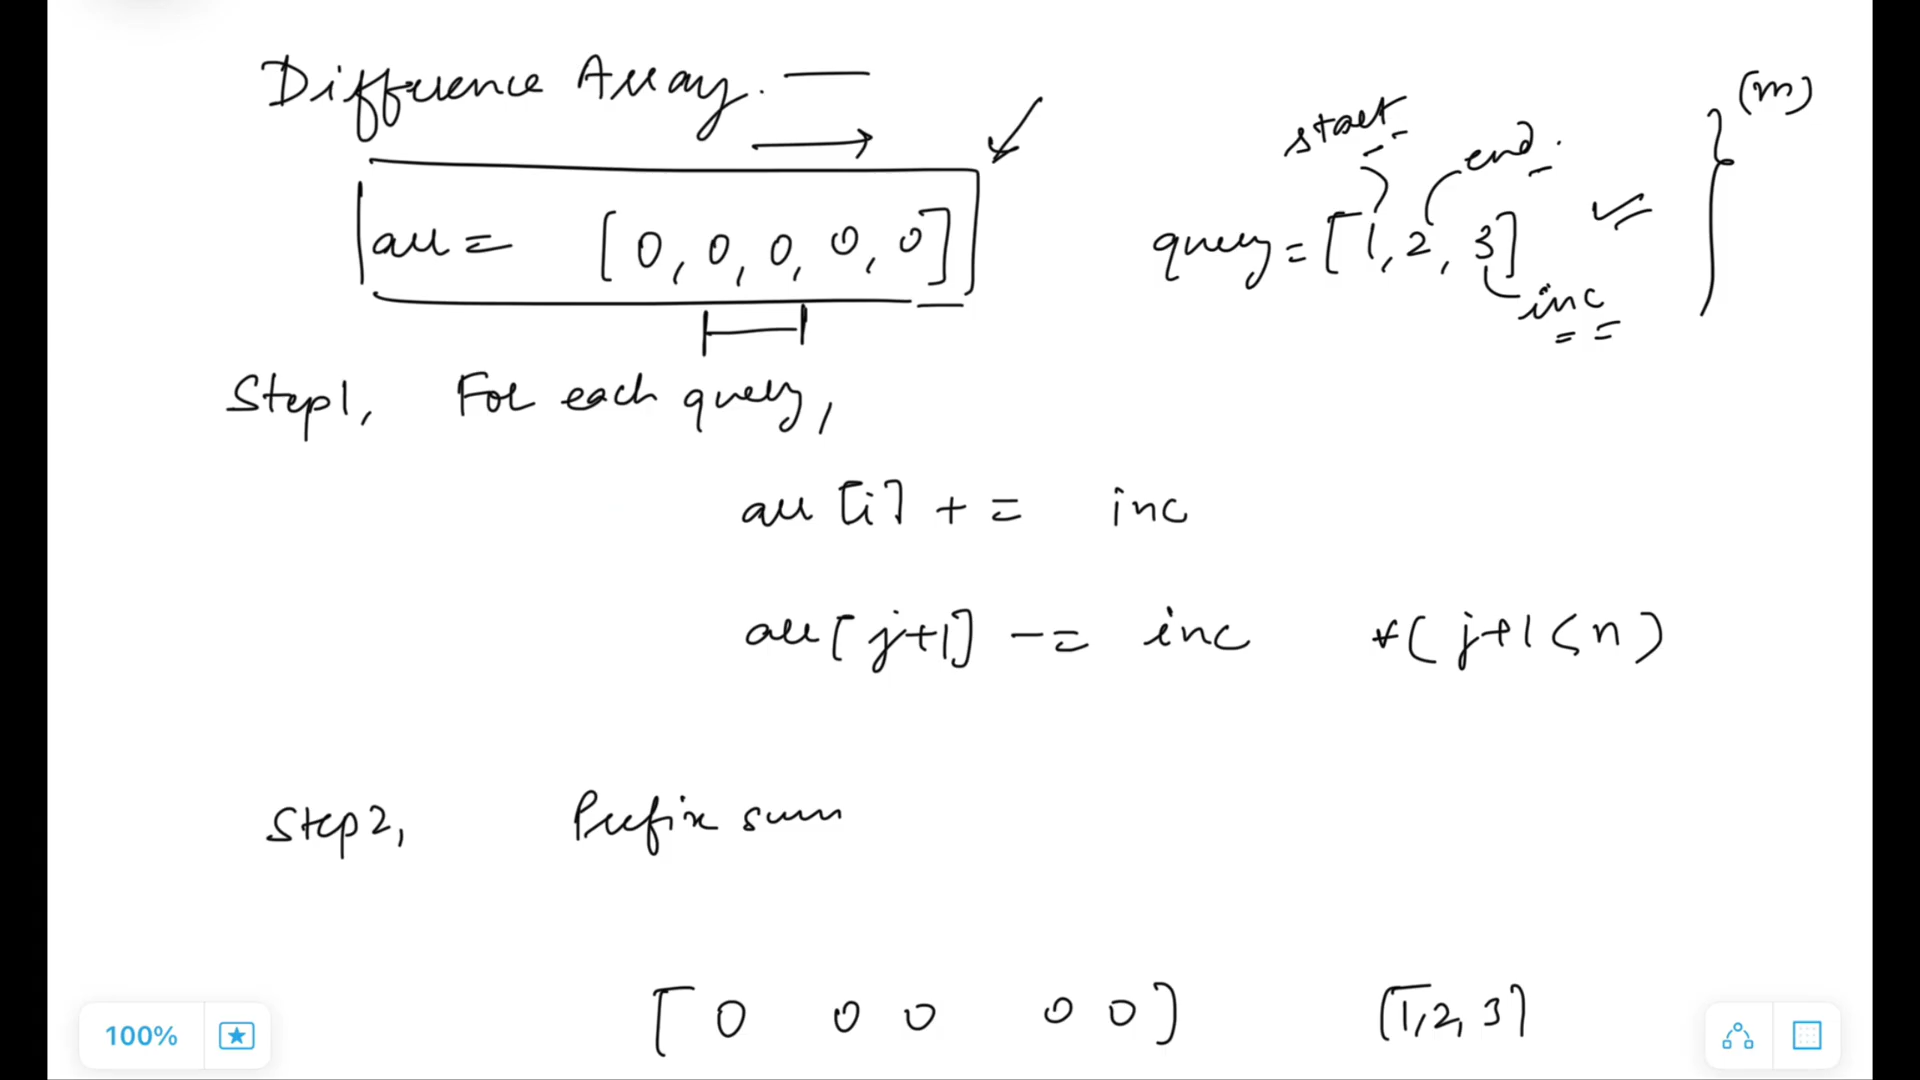 Difference Array. —
(m)
start
end.
arr = [0, 0, 0, 0, 0]
query = [1, 2, 3]
inc
Step1, For each query,
arr [i] + = inc
arr [j+1] -= inc *(j+1<n)
Step2, Prefix sum
[0 0 0 0 0] [1, 2, 3]
100%